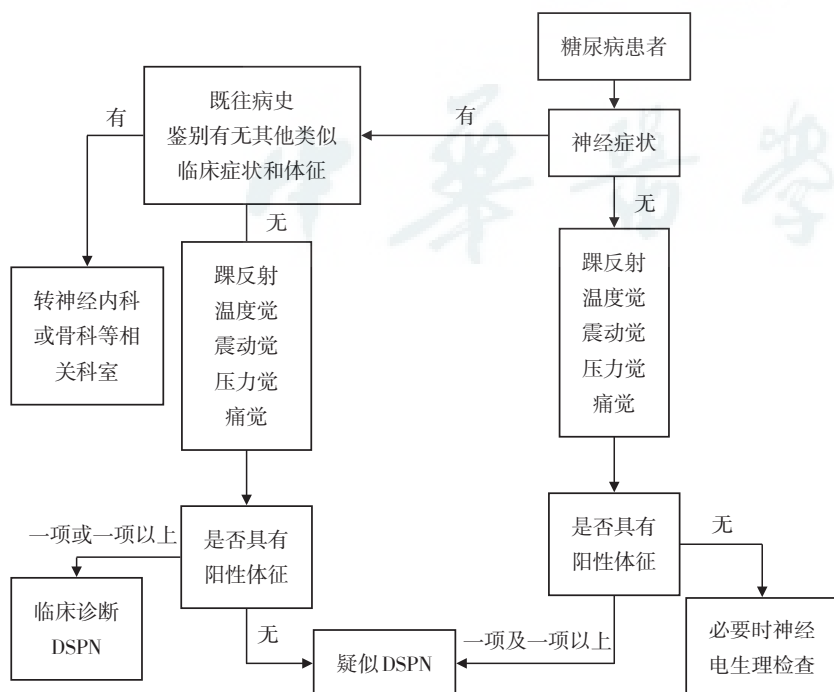 糖尿病患者
神经症状
有
既往病史
鉴别有无其他类似
临床症状和体征
有
转神经内科
或骨科等相
关科室
无
踝反射
温度觉
震动觉
压力觉
痛觉
无
踝反射
温度觉
震动觉
压力觉
痛觉
是否具有
阳性体征
一项或一项以上
临床诊断
DSPN
无
疑似DSPN
是否具有
阳性体征
一项及一项以上
无
必要时神经
电生理检查
中华医学